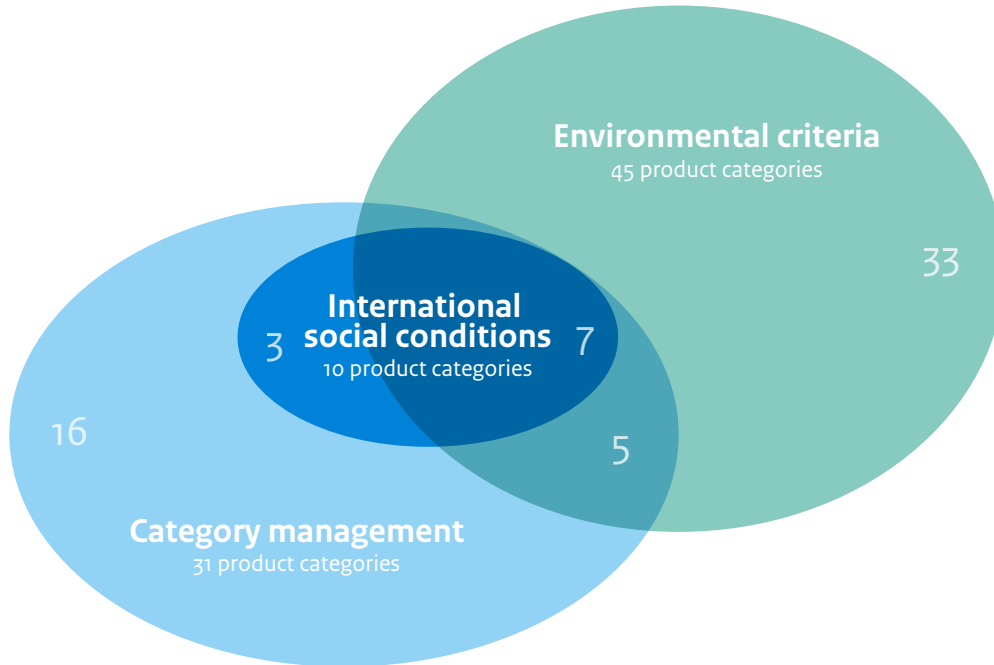 Environmental criteria
45 product categories
33
International
social conditions
10 product categories
3
7
16
5
Category management
31 product categories